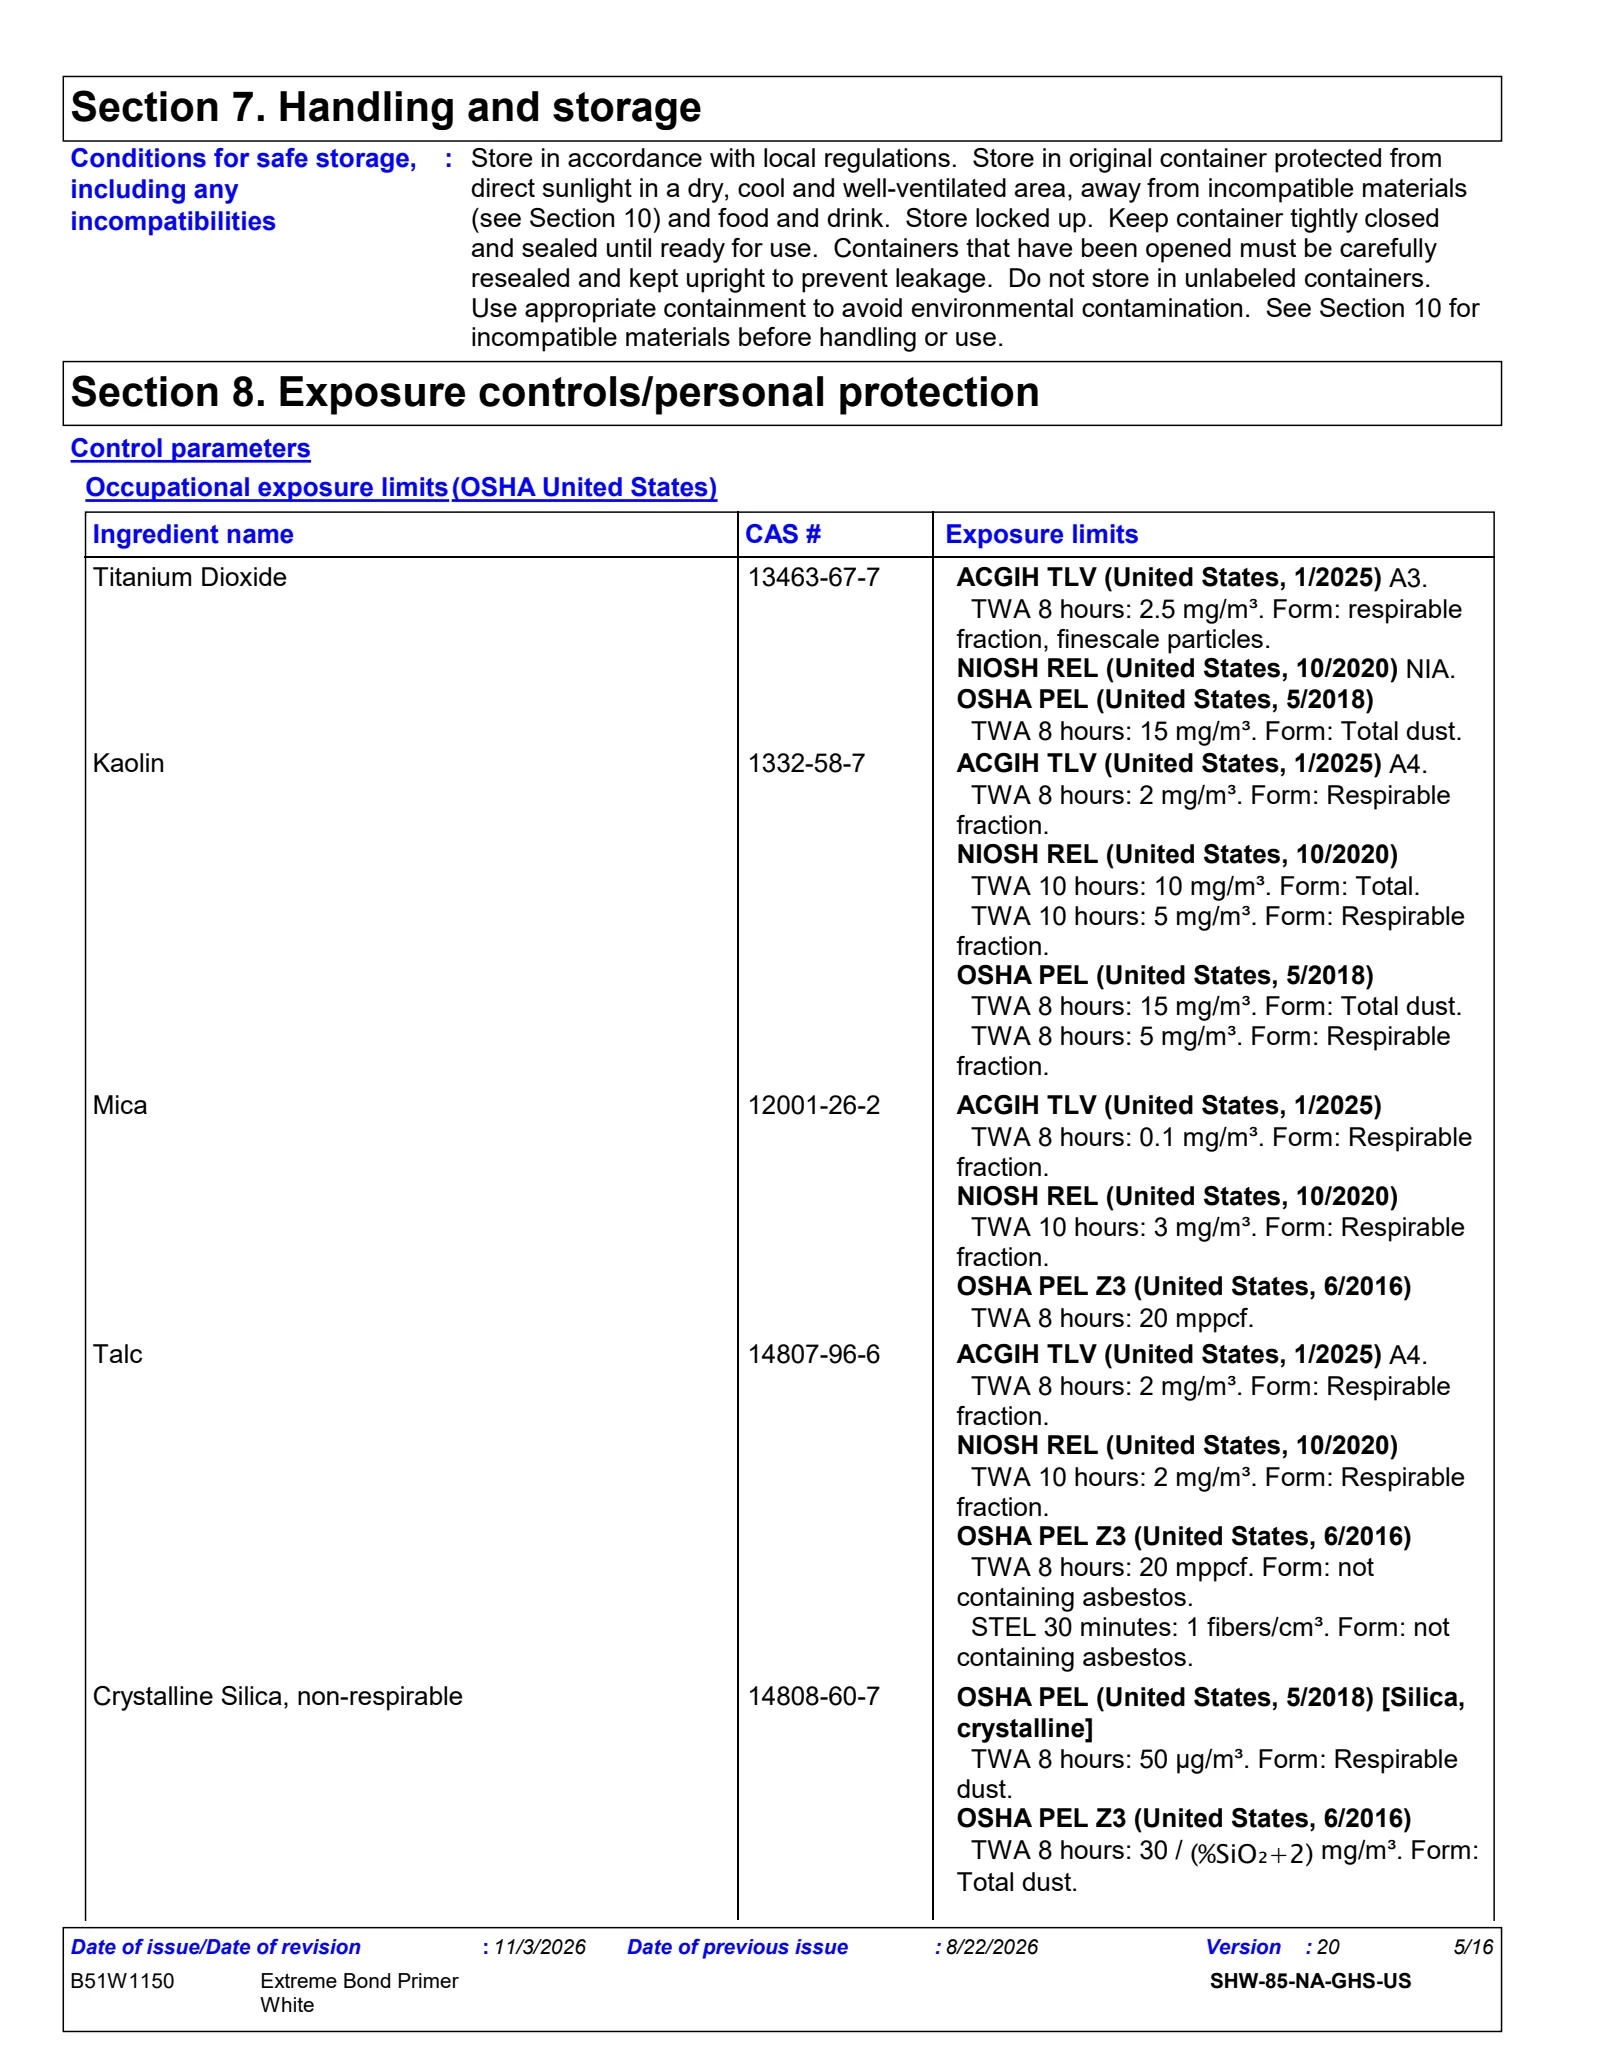 Section 7. Handling and storage
Conditions for safe storage, including any incompatibilities : Store in accordance with local regulations.  Store in original container protected from
direct sunlight in a dry, cool and well-ventilated area, away from incompatible materials
(see Section 10) and food and drink.  Store locked up.  Keep container tightly closed
and sealed until ready for use.  Containers that have been opened must be carefully
resealed and kept upright to prevent leakage.  Do not store in unlabeled containers.
Use appropriate containment to avoid environmental contamination.  See Section 10 for
incompatible materials before handling or use.
Section 8. Exposure controls/personal protection
Control parameters
Occupational exposure limits (OSHA United States)
Ingredient name CAS # Exposure limits
Titanium Dioxide 13463-67-7 ACGIH TLV (United States, 1/2025) A3.
TWA 8 hours: 2.5 mg/m³. Form: respirable
fraction, finescale particles.
NIOSH REL (United States, 10/2020) NIA.
OSHA PEL (United States, 5/2018)
TWA 8 hours: 15 mg/m³. Form: Total dust.
Kaolin 1332-58-7 ACGIH TLV (United States, 1/2025) A4.
TWA 8 hours: 2 mg/m³. Form: Respirable
fraction.
NIOSH REL (United States, 10/2020)
TWA 10 hours: 10 mg/m³. Form: Total.
TWA 10 hours: 5 mg/m³. Form: Respirable
fraction.
OSHA PEL (United States, 5/2018)
TWA 8 hours: 15 mg/m³. Form: Total dust.
TWA 8 hours: 5 mg/m³. Form: Respirable
fraction.
Mica 12001-26-2 ACGIH TLV (United States, 1/2025)
TWA 8 hours: 0.1 mg/m³. Form: Respirable
fraction.
NIOSH REL (United States, 10/2020)
TWA 10 hours: 3 mg/m³. Form: Respirable
fraction.
OSHA PEL Z3 (United States, 6/2016)
TWA 8 hours: 20 mppcf.
Talc 14807-96-6 ACGIH TLV (United States, 1/2025) A4.
TWA 8 hours: 2 mg/m³. Form: Respirable
fraction.
NIOSH REL (United States, 10/2020)
TWA 10 hours: 2 mg/m³. Form: Respirable
fraction.
OSHA PEL Z3 (United States, 6/2016)
TWA 8 hours: 20 mppcf. Form: not
containing asbestos.
STEL 30 minutes: 1 fibers/cm³. Form: not
containing asbestos.
Crystalline Silica, non-respirable 14808-60-7 OSHA PEL (United States, 5/2018) [Silica,
crystalline]
TWA 8 hours: 50 µg/m³. Form: Respirable
dust.
OSHA PEL Z3 (United States, 6/2016)
TWA 8 hours: 30 / (%SiO₂+2) mg/m³. Form:
Total dust.
Date of issue/Date of revision : 11/3/2026 Date of previous issue : 8/22/2026 Version : 20 5/16
B51W1150 Extreme Bond Primer SHW-85-NA-GHS-US
White